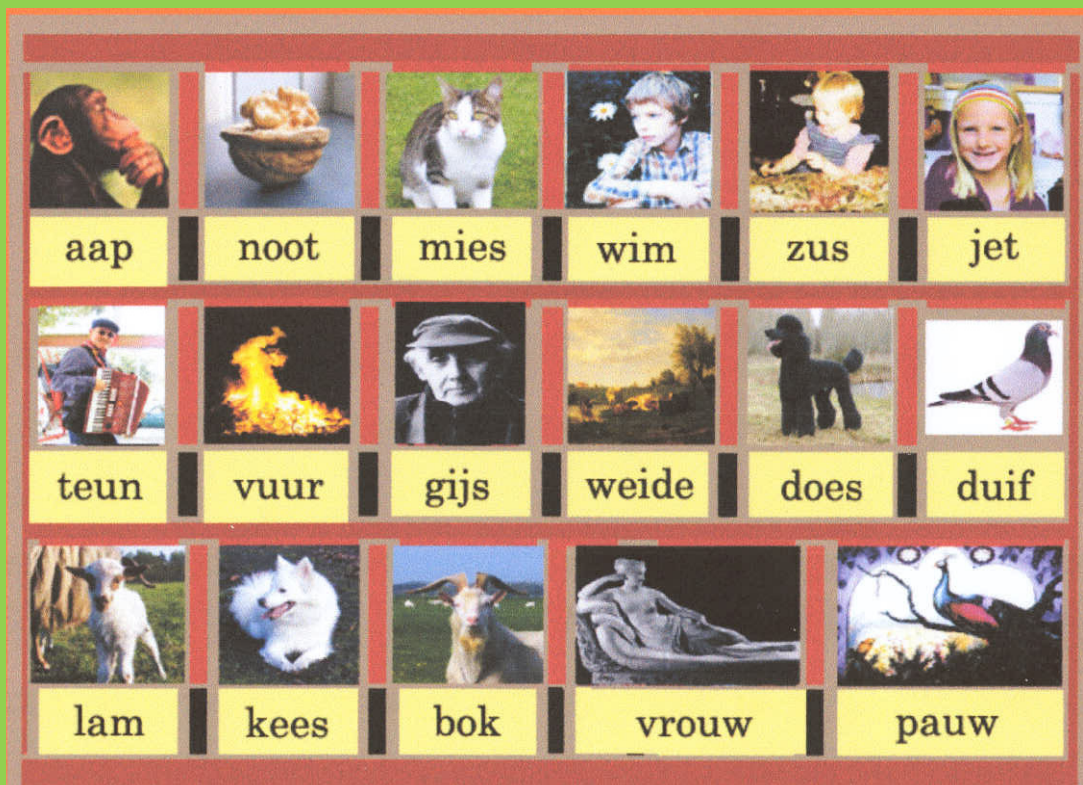 aap noot mies wim zus jet
teun vuur gijs weide does duif
lam kees bok vrouw pauw